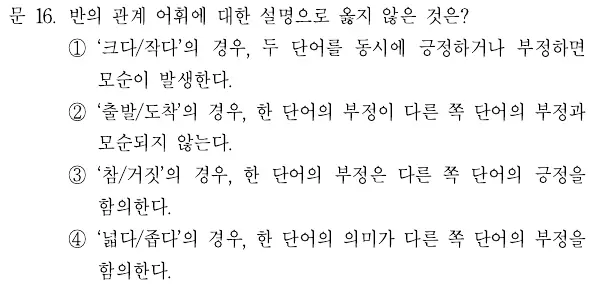 문 16. 반의 관계 어휘에 대한 설명으로 옳지 않은 것은?
① ‘크다/작다’의 경우, 두 단어를 동시에 긍정하거나 부정하면
모순이 발생한다.
② ‘출발/도착’의 경우, 한 단어의 부정이 다른 쪽 단어의 부정과
모순되지 않는다.
③ ‘참/거짓’의 경우, 한 단어의 부정은 다른 쪽 단어의 긍정을
함의한다.
④ ‘넓다/좁다’의 경우, 한 단어의 의미가 다른 쪽 단어의 부정을
함의한다.